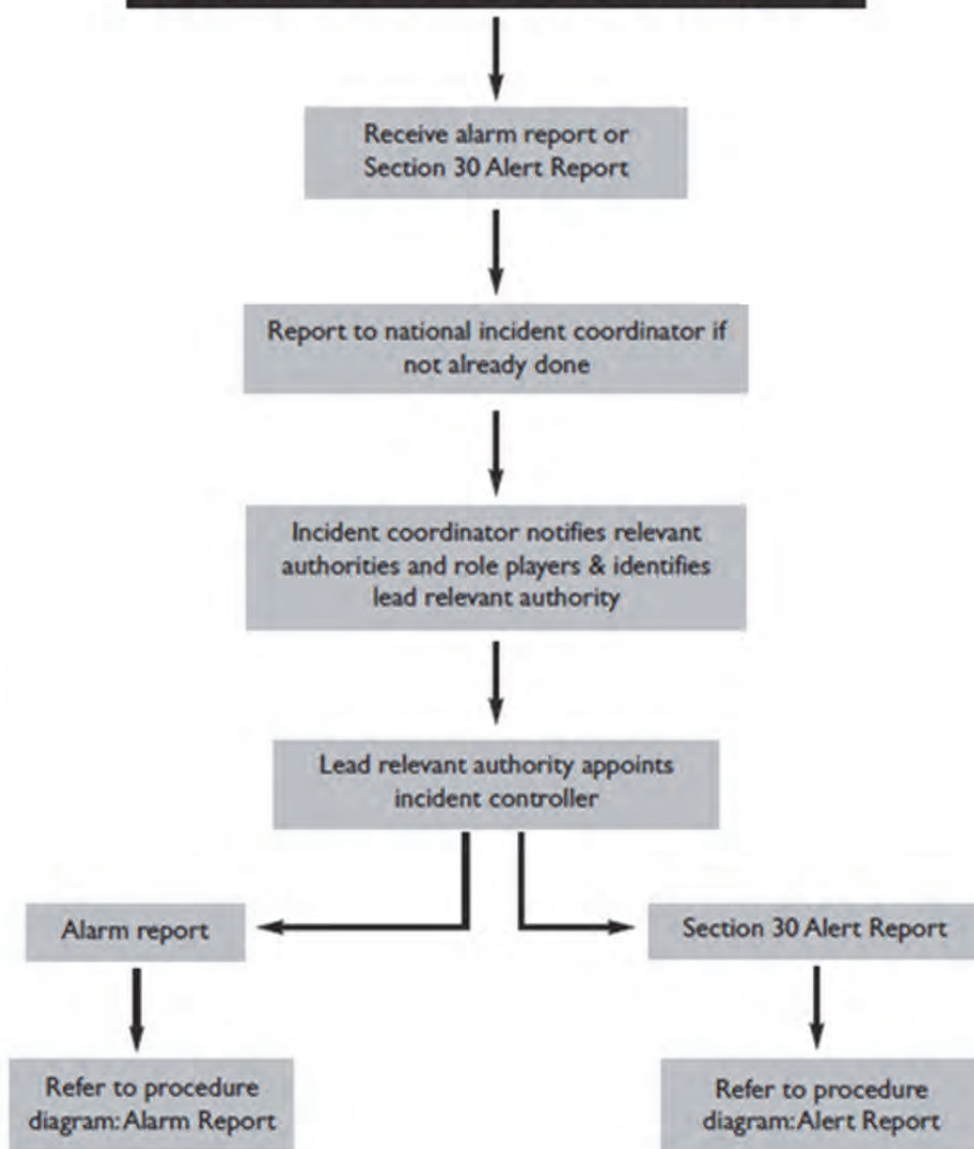 Receive alarm report or
Section 30 Alert Report
Report to national incident coordinator if
not already done
Incident coordinator notifies relevant
authorities and role players & identifies
lead relevant authority
Lead relevant authority appoints
incident controller
Alarm report
Section 30 Alert Report
Refer to procedure
diagram: Alarm Report
Refer to procedure
diagram: Alert Report